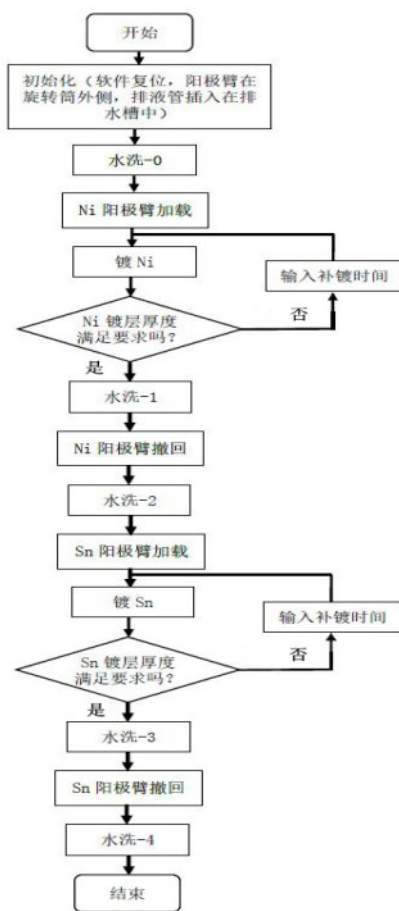 开始
初始化（软件复位，阳极臂在
旋转筒外侧，排液管插入在排
水槽中）
水洗-0
Ni 阳极臂加载
镀 Ni
输入补镀时间
Ni 镀层厚度
满足要求吗？
否
是
水洗-1
Ni 阳极臂撤回
水洗-2
Sn 阳极臂加载
镀 Sn
输入补镀时间
Sn 镀层厚度
满足要求吗？
否
是
水洗-3
Sn 阳极臂撤回
水洗-4
结束